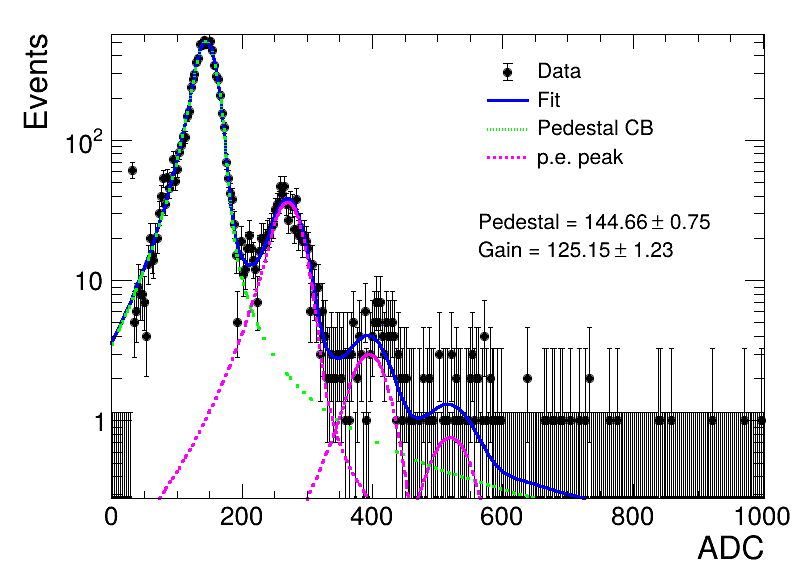 Events
Data
Fit
Pedestal CB
p.e. peak
Pedestal = 144.66 ± 0.75
Gain = 125.15 ± 1.23
10²
10
1
0 200 400 600 800 1000
ADC